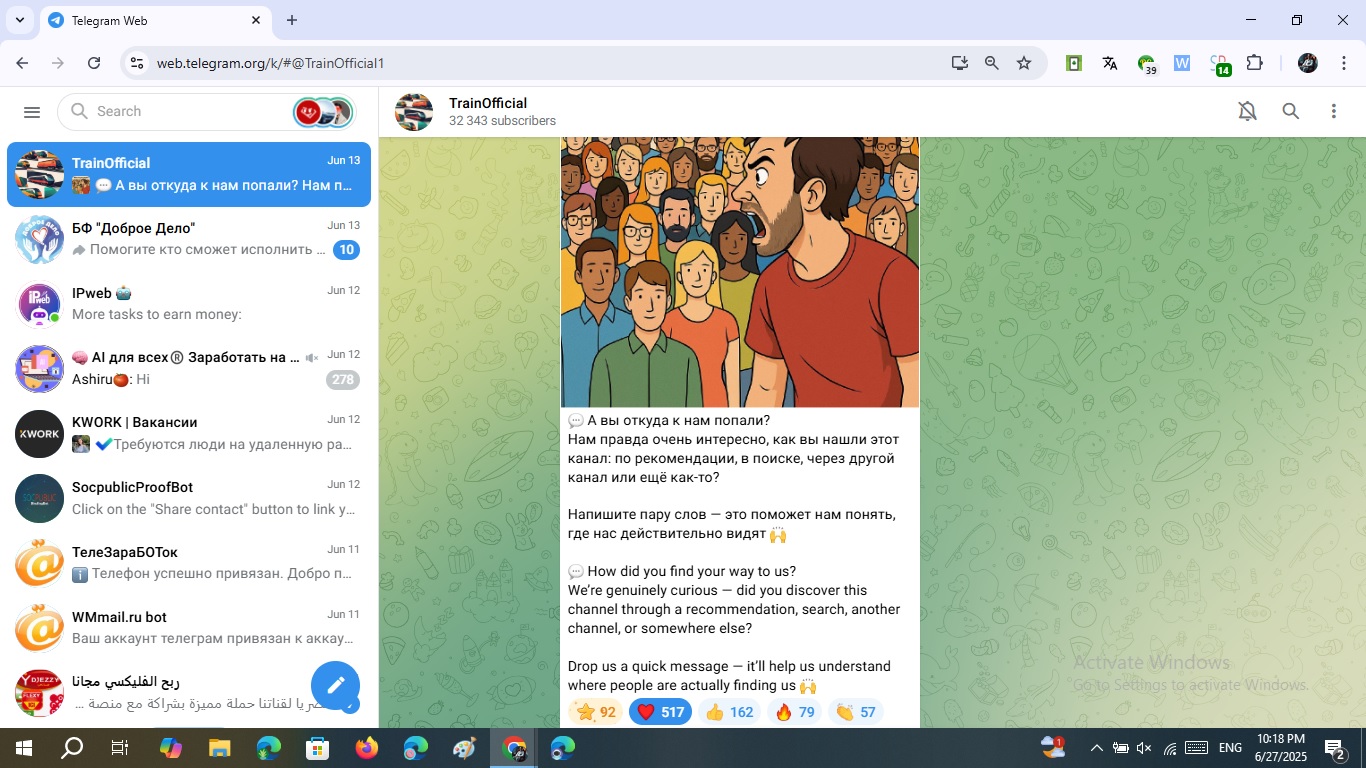 Telegram Web
web.telegram.org/k/#@TrainOfficial1
39
14
Search
TrainOfficial
32 343 subscribers
TrainOfficial
Jun 13
💬 А вы откуда к нам попали? Нам п...
БФ "Доброе Дело"
Jun 13
Помогите кто сможет исполнить ...
10
IPweb
Jun 12
More tasks to earn money:
🧠 AI для всех® Заработать на ...
Jun 12
Ashiru🍅: Hi
278
KWORK
KWORK | Вакансии
Jun 12
Требуются люди на удаленную ра...
SocpublicProofBot
Jun 12
Click on the "Share contact" button to link y...
ТелеЗараБОТок
Jun 11
ℹ️ Телефон успешно привязан. Добро п...
WMmail.ru bot
Jun 11
Ваш аккаунт телеграм привязан к аккау...
DJEZZY
FLEXY
ربح الفليكسي مجانا
صريا لقناتنا حملة مميزة بشراكة مع منصة ...
💬 А вы откуда к нам попали?
Нам правда очень интересно, как вы нашли этот
канал: по рекомендации, в поиске, через другой
канал или ещё как-то?
Напишите пару слов — это поможет нам понять,
где нас действительно видят 🙌
💬 How did you find your way to us?
We’re genuinely curious — did you discover this
channel through a recommendation, search, another
channel, or somewhere else?
Drop us a quick message — it’ll help us understand
where people are actually finding us 🙌
92
517
162
79
57
Activate Windows
Go to Settings to activate Windows.
1
ENG
10:18 PM
6/27/2025
2